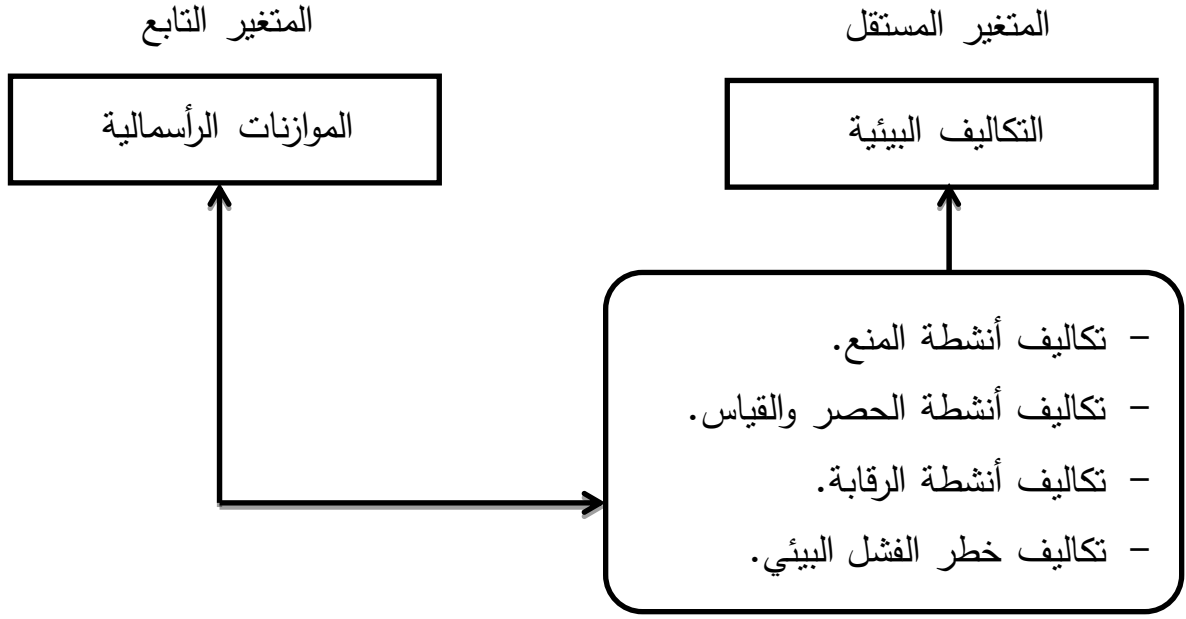 المتغير المستقل
المتغير التابع
التكاليف البيئية
الموازنات الرأسمالية
- تكاليف أنشطة المنع.
- تكاليف أنشطة الحصر والقياس.
- تكاليف أنشطة الرقابة.
- تكاليف خطر الفشل البيئي.